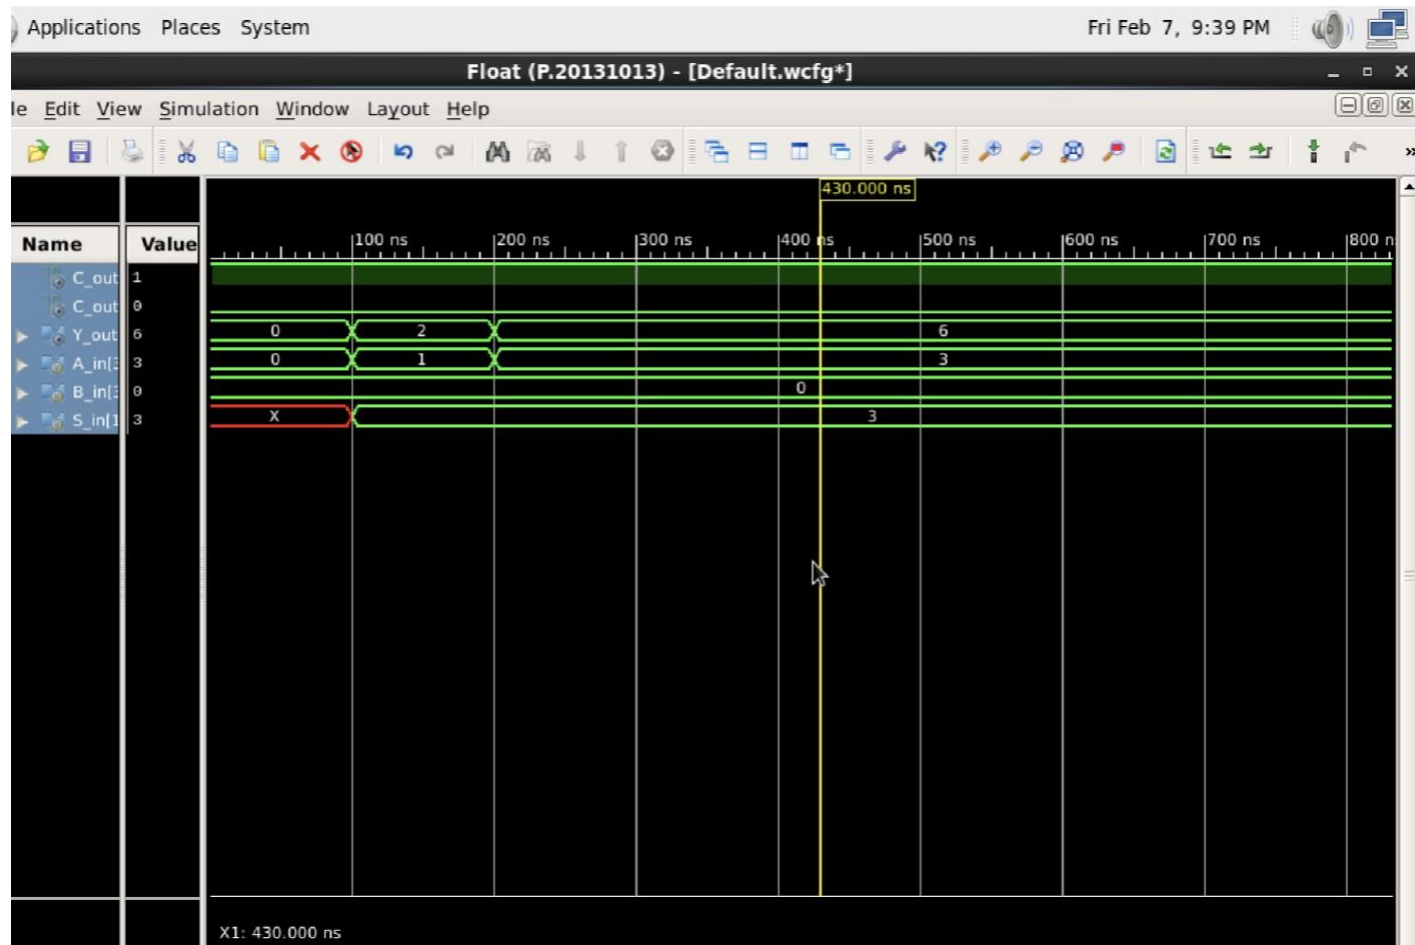 Applications Places System Fri Feb 7, 9:39 PM
Float (P.20131013) - [Default.wcfg*]
le Edit View Simulation Window Layout Help
430.000 ns
Name Value 100 ns 200 ns 300 ns 400 ns 500 ns 600 ns 700 ns 800 n
C_out 1
C_out 0
Y_out 6 0 2 6
A_in[3 3 0 1 3
B_in[3 0 0
S_in[1 3 X 3
X1: 430.000 ns